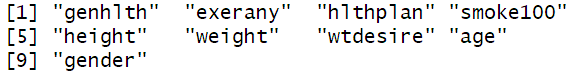 [1] "genhlth" "exerany" "hlthplan" "smoke100"
[5] "height" "weight" "wtdesire" "age"
[9] "gender"